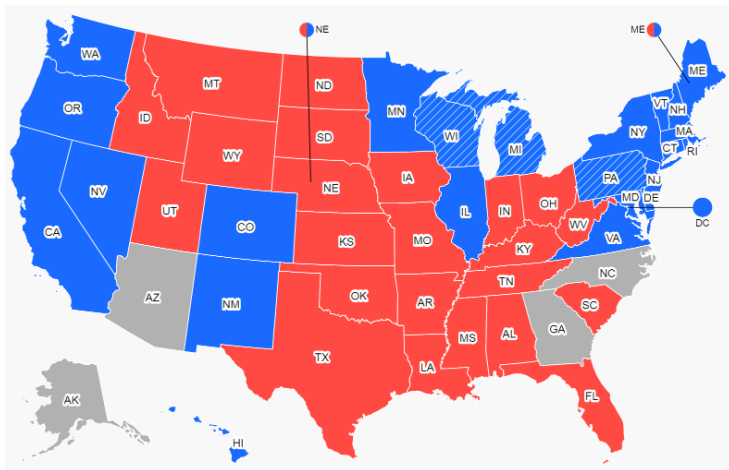 NE
ME
WA
MT
ND
MN
ME
OR
ID
SD
WI
MI
VT
NH
NY
MA
CT
RI
WY
NV
UT
NE
IA
PA
NJ
CA
CO
IL
IN
OH
MD
DE
WV
VA
DC
KS
MO
KY
AZ
NM
OK
AR
TN
NC
SC
TX
LA
MS
AL
GA
FL
AK
HI